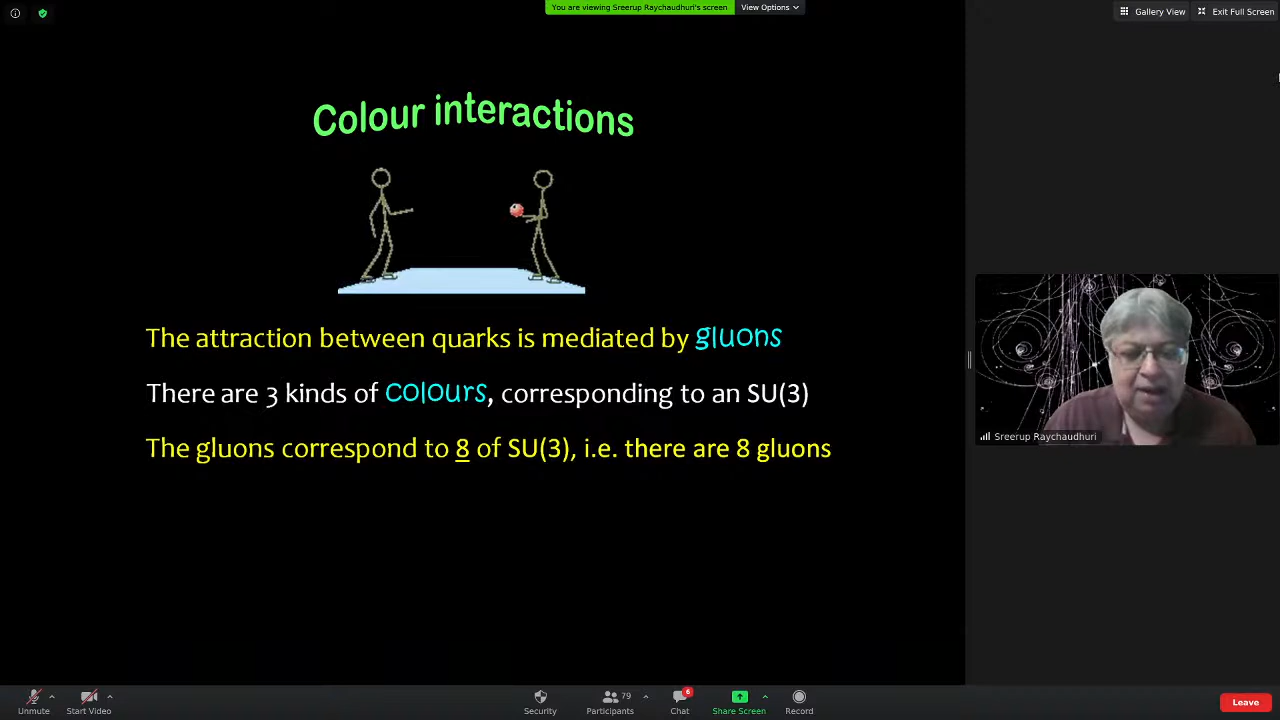 You are viewing Sreerup Raychaudhuri's screen
View Options
Gallery View
Exit Full Screen
Colour interactions
The attraction between quarks is mediated by gluons
There are 3 kinds of colours, corresponding to an SU(3)
The gluons correspond to 8 of SU(3), i.e. there are 8 gluons
Sreerup Raychaudhuri
Unmute
Start Video
Security
Participants 79
Chat 6
Share Screen
Record
Leave